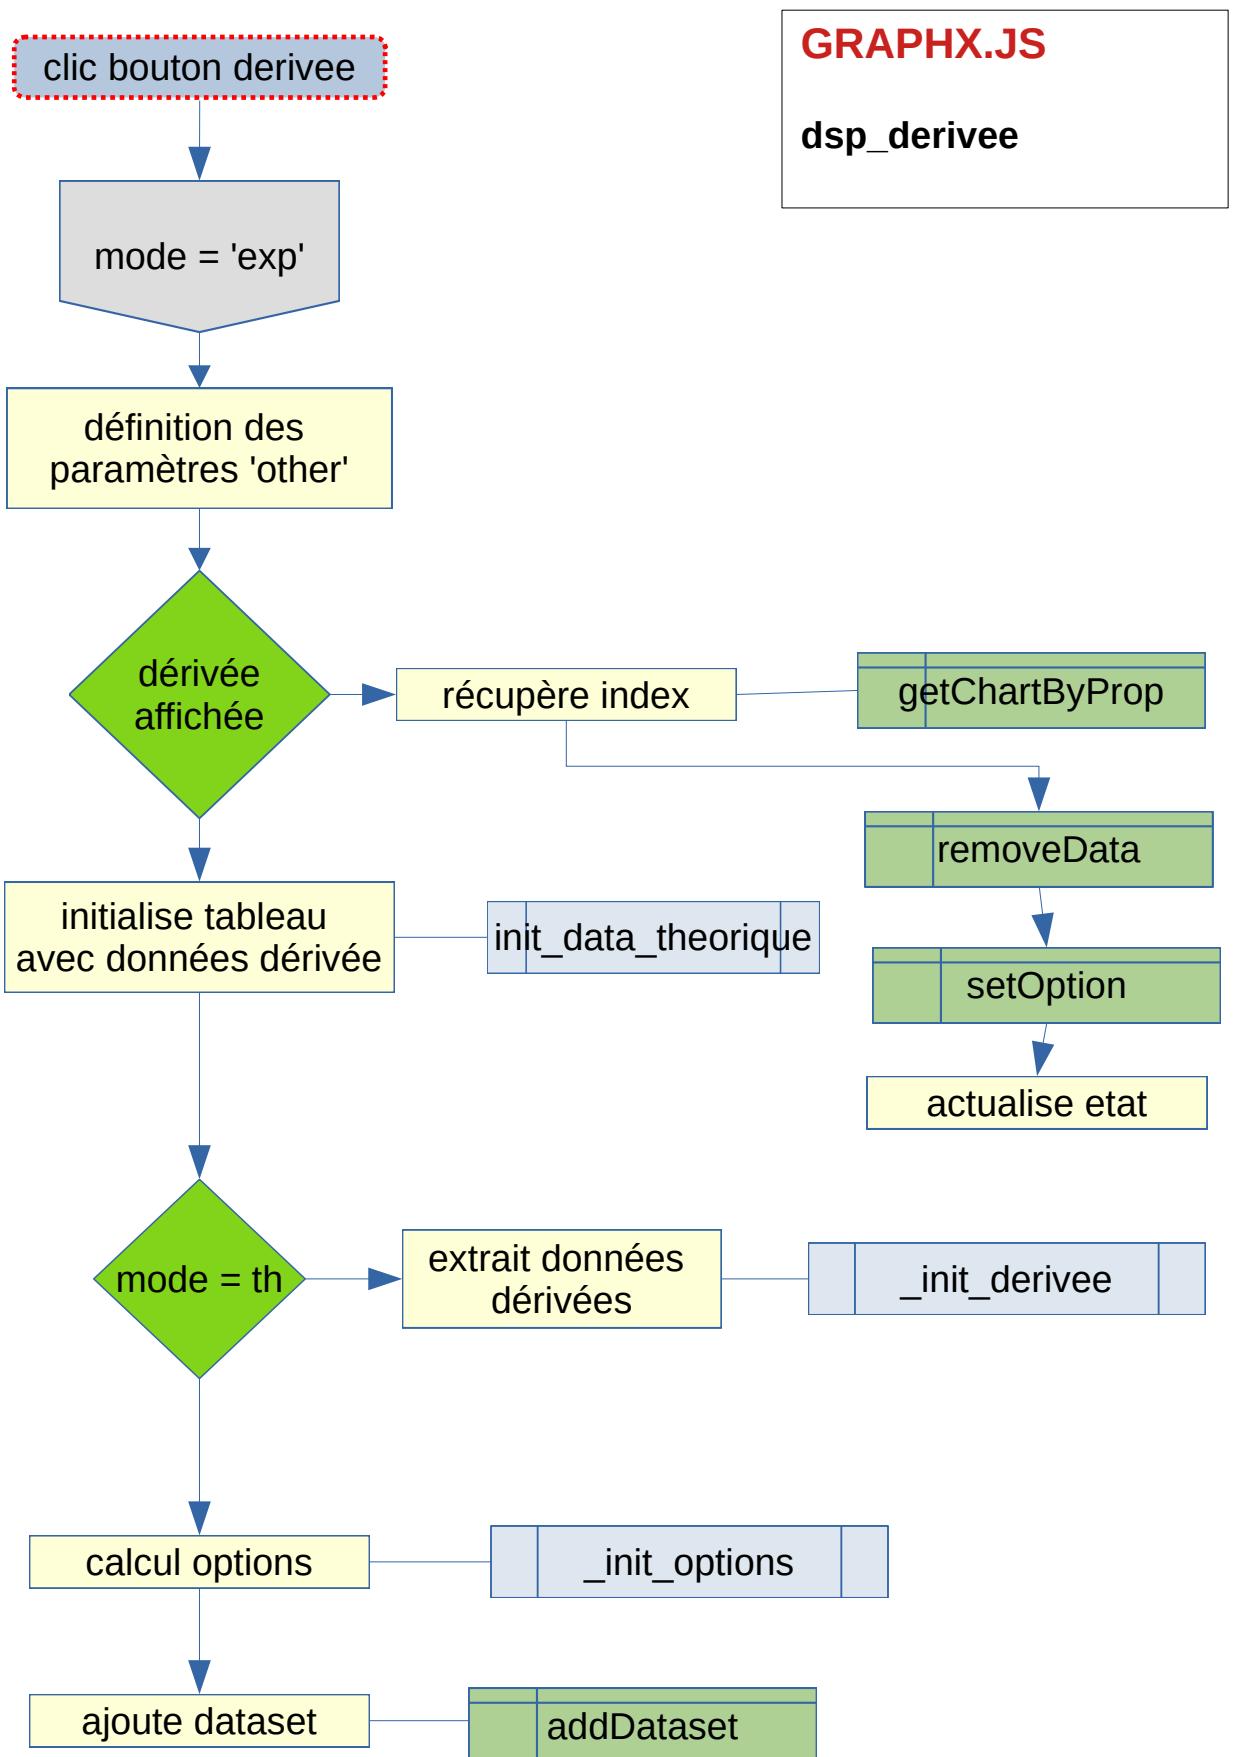 clic bouton derivee
GRAPHX.JS
dsp_derivee
mode = 'exp'
définition des
paramètres 'other'
dérivée
affichée
récupère index
getChartByProp
removeData
initialise tableau
avec données dérivée
init_data_theorique
setOption
actualise etat
mode = th
extrait données
dérivées
_init_derivee
calcul options
_init_options
ajoute dataset
addDataset